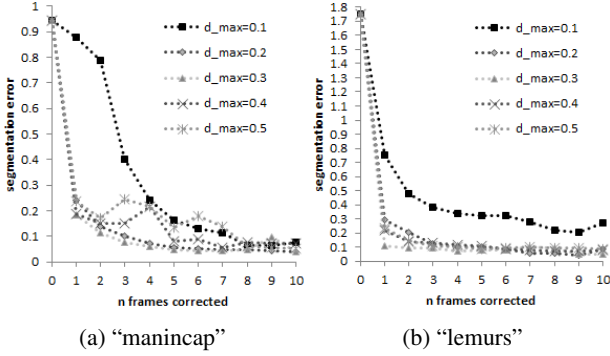 segmentation error
1
0.9
0.8
0.7
0.6
0.5
0.4
0.3
0.2
0.1
0
0 1 2 3 4 5 6 7 8 9 10
n frames corrected
d_max=0.1
d_max=0.2
d_max=0.3
d_max=0.4
d_max=0.5
(a) “manincap”
segmentation error
1.8
1.7
1.6
1.5
1.4
1.3
1.2
1.1
1
0.9
0.8
0.7
0.6
0.5
0.4
0.3
0.2
0.1
0
0 1 2 3 4 5 6 7 8 9 10
n frames corrected
d_max=0.1
d_max=0.2
d_max=0.3
d_max=0.4
d_max=0.5
(b) “lemurs”